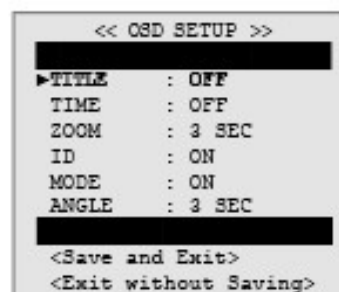 << OSD SETUP >>
►TITLE : OFF
TIME : OFF
ZOOM : 3 SEC
ID : ON
MODE : ON
ANGLE : 3 SEC
<Save and Exit>
<Exit without Saving>